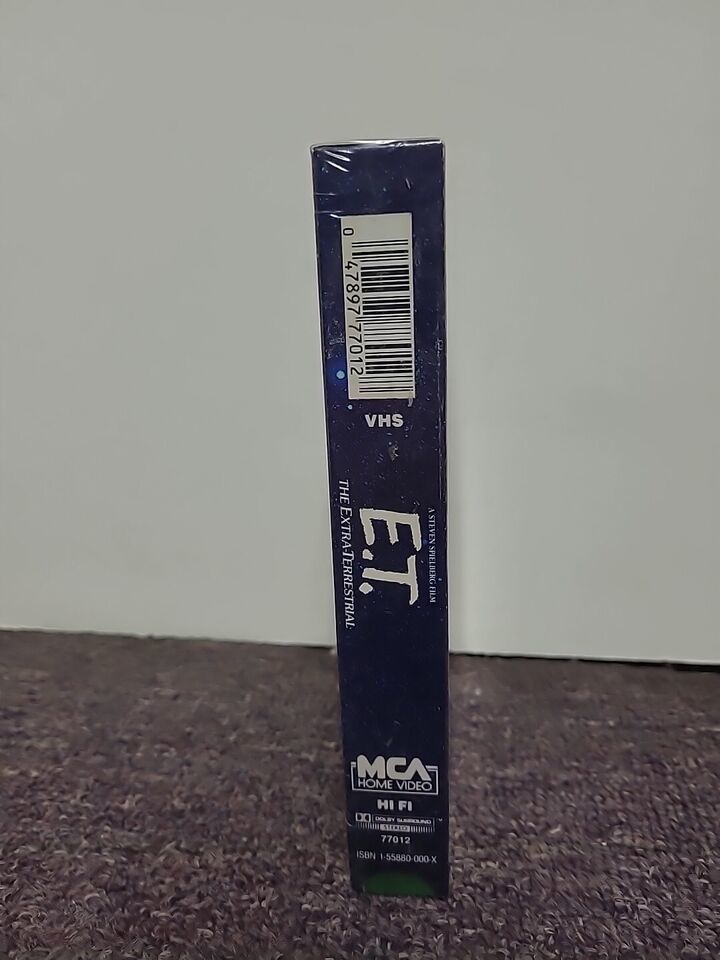 0 47897 77012
VHS
A STEVEN SPIELBERG FILM
E.T.
THE EXTRA-TERRESTRIAL
MCA
HOME VIDEO
HI FI
DOLBY SURROUND™
STEREO
77012
ISBN 1-55880-000-X